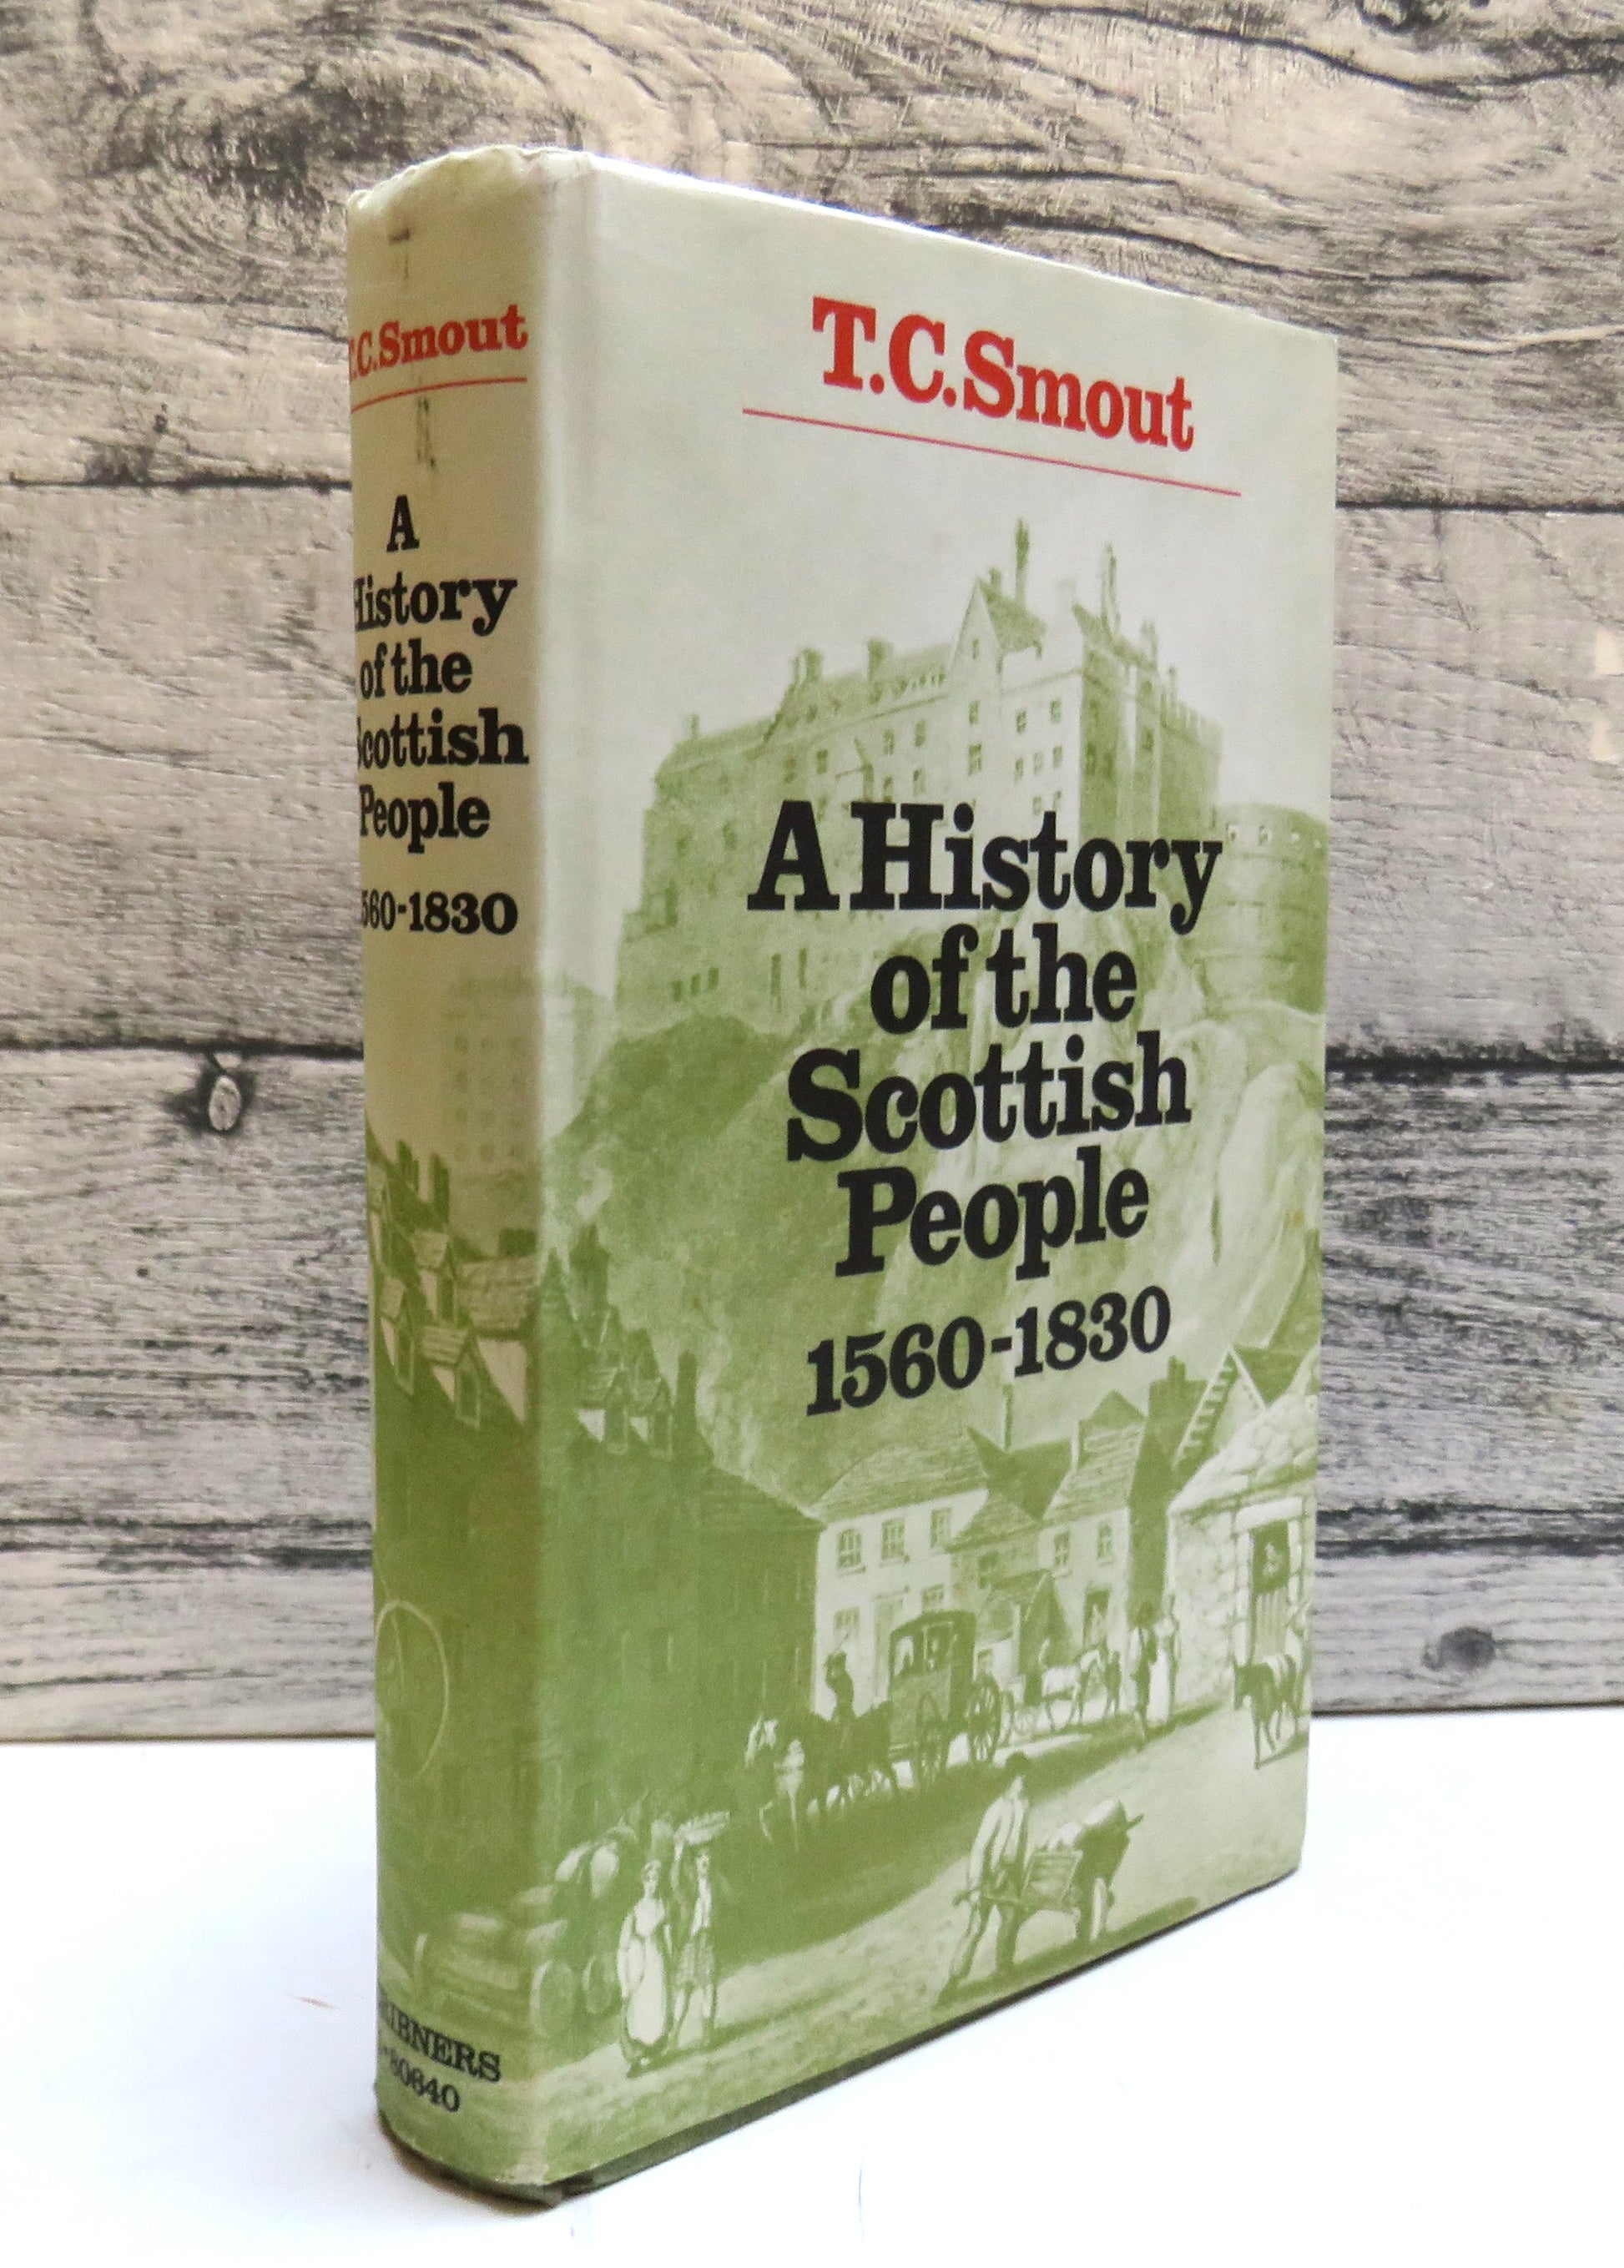 T.C.Smout
A
History
of the
Scottish
People
1560-1830
T.C.Smout
A History
of the
Scottish
People
1560-1830